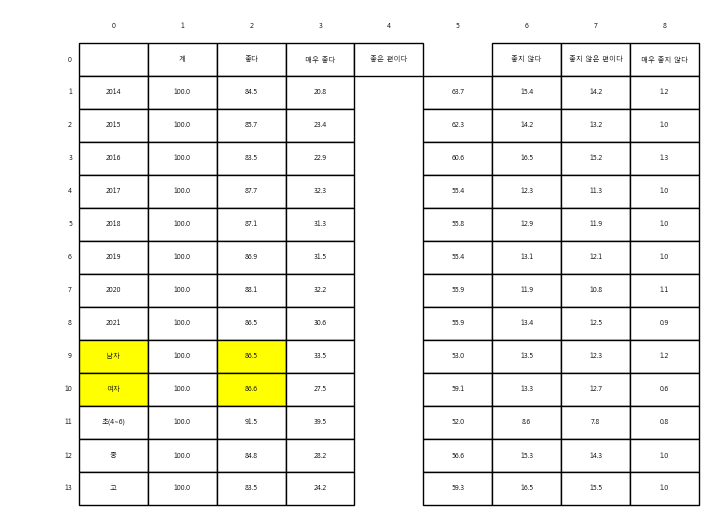 0 1 2 3 4 5 6 7 8
0 계 좋다 매우 좋다 좋은 편이다 좋지 않다 좋지 않은 편이다 매우 좋지 않다
1 2014 100.0 84.5 20.8 63.7 15.4 14.2 1.2
2 2015 100.0 85.7 23.4 62.3 14.2 13.2 1.0
3 2016 100.0 83.5 22.9 60.6 16.5 15.2 1.3
4 2017 100.0 87.7 32.3 55.4 12.3 11.3 1.0
5 2018 100.0 87.1 31.3 55.8 12.9 11.9 1.0
6 2019 100.0 86.9 31.5 55.4 13.1 12.1 1.0
7 2020 100.0 88.1 32.2 55.9 11.9 10.8 1.1
8 2021 100.0 86.5 30.6 55.9 13.4 12.5 0.9
9 남자 100.0 86.5 33.5 53.0 13.5 12.3 1.2
10 여자 100.0 86.6 27.5 59.1 13.3 12.7 0.6
11 초(4~6) 100.0 91.5 39.5 52.0 8.6 7.8 0.8
12 중 100.0 84.8 28.2 56.6 15.3 14.3 1.0
13 고 100.0 83.5 24.2 59.3 16.5 15.5 1.0